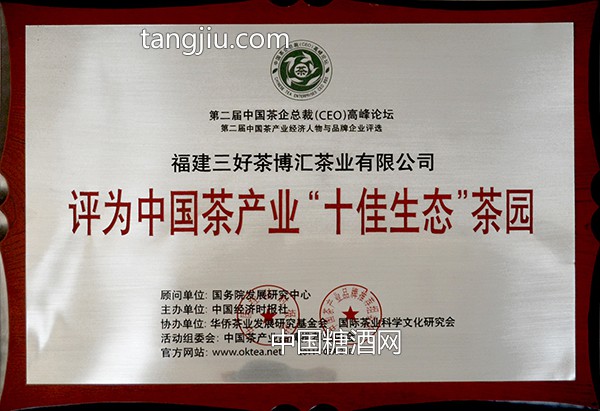 tangjiu.com
茶
第二届中国茶企总裁(CEO)高峰论坛
第二届中国茶产业经济人物与品牌企业评选
福建三好茶博汇茶业有限公司
评为中国茶产业“十佳生态”茶园
顾问单位: 国务院发展研究中心
主办单位: 中国经济时报社
协办单位: 华侨茶业发展研究基金会 国际茶业科学文化研究会
活动组委会: 中国茶产业
官方网站: www.oktea.net
中国糖酒网